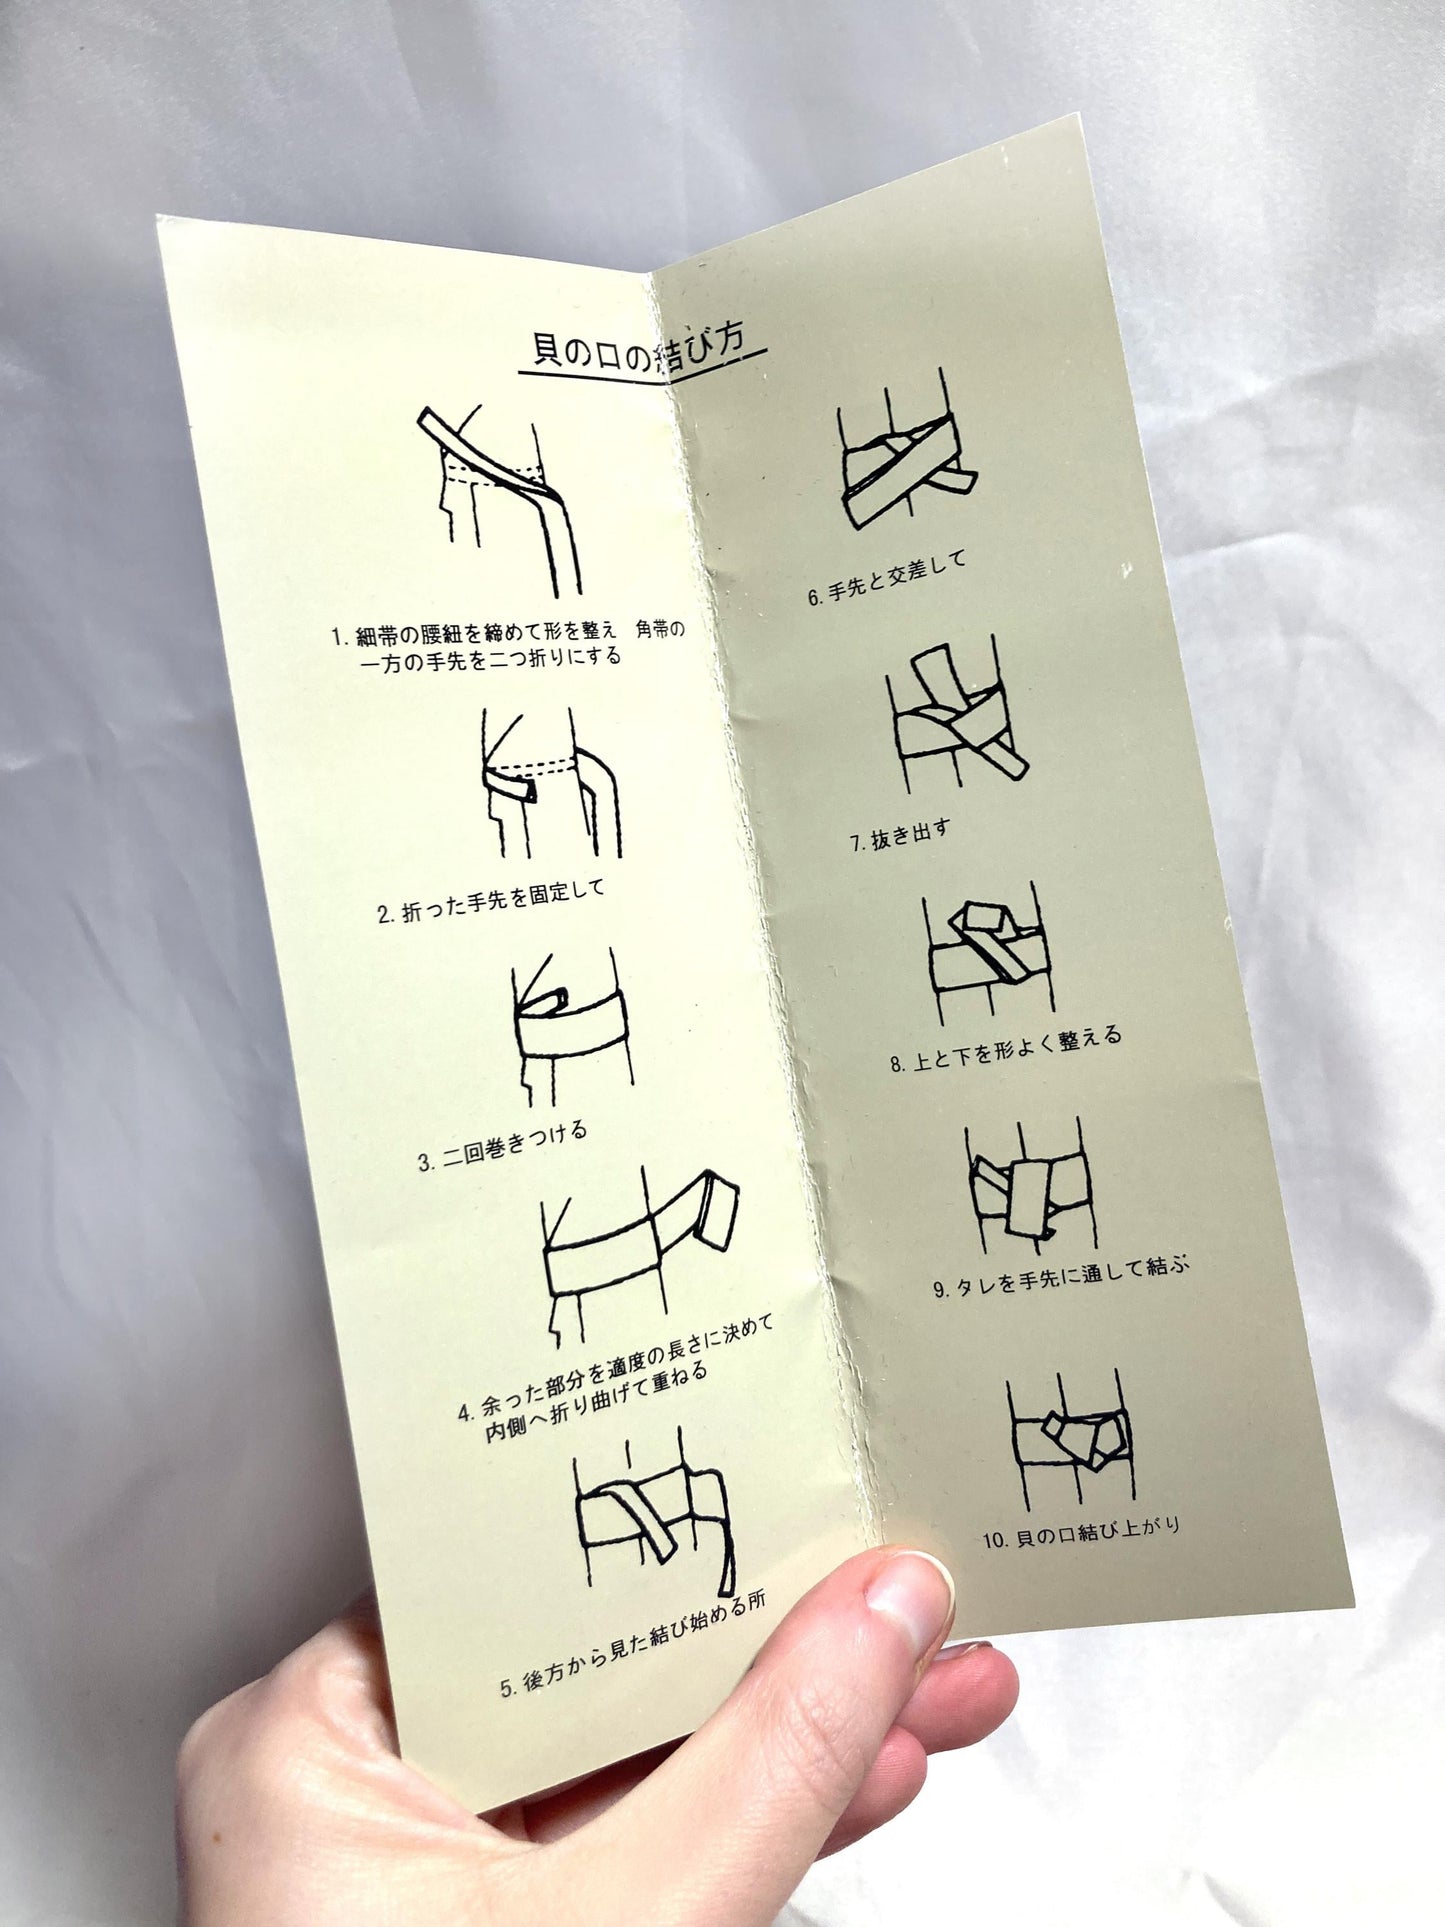 貝の口の結び方
1. 細帯の腰紐を締めて形を整え　角帯の
一方の手先を二つ折りにする
2. 折った手先を固定して
3. 二回巻きつける
4. 余った部分を適度の長さに決めて
内側へ折り曲げて重ねる
5. 後方から見た結び始める所
6. 手先と交差して
7. 抜き出す
8. 上と下を形よく整える
9. タレを手先に通して結ぶ
10. 貝の口結び上がり